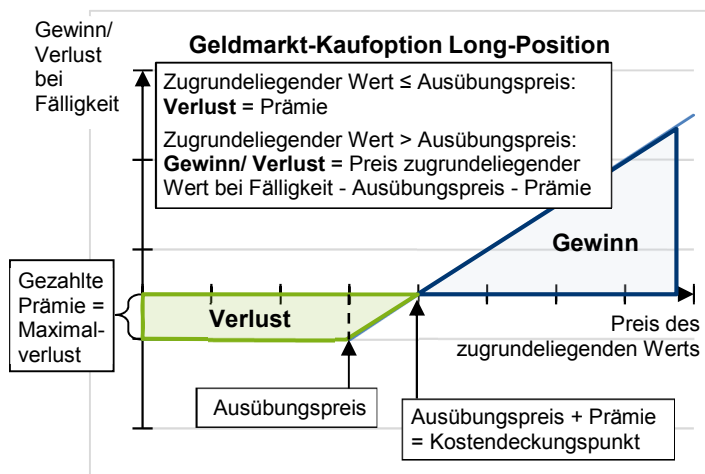 Gewinn/
Verlust
bei
Fälligkeit
Geldmarkt-Kaufoption Long-Position
Zugrundeliegender Wert ≤ Ausübungspreis:
Verlust = Prämie
Zugrundeliegender Wert > Ausübungspreis:
Gewinn/ Verlust = Preis zugrundeliegender
Wert bei Fälligkeit - Ausübungspreis - Prämie
Gewinn
Gezahlte
Prämie =
Maximal-
verlust
Verlust
Preis des
zugrundeliegenden Werts
Ausübungspreis
Ausübungspreis + Prämie
= Kostendeckungspunkt